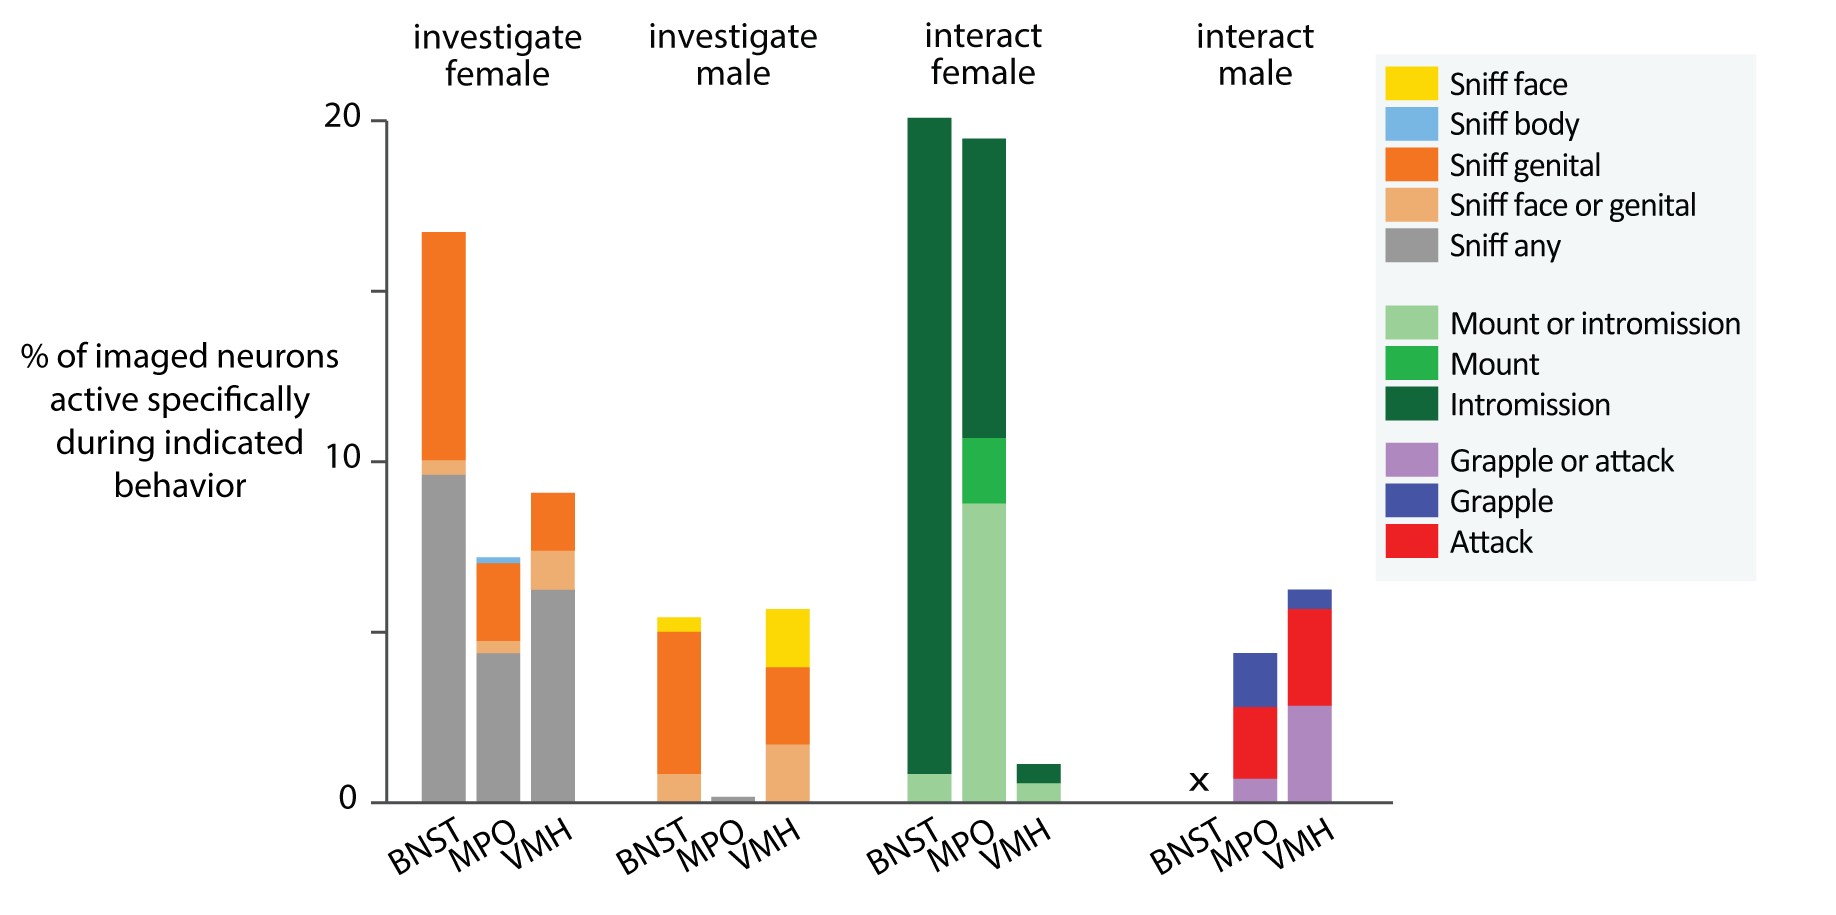 investigate
female
investigate
male
interact
female
interact
male
20
10
0
% of imaged neurons
active specifically
during indicated
behavior
x
BNST
MPO
VMH
BNST
MPO
VMH
BNST
MPO
VMH
BNST
MPO
VMH
Sniff face
Sniff body
Sniff genital
Sniff face or genital
Sniff any
Mount or intromission
Mount
Intromission
Grapple or attack
Grapple
Attack